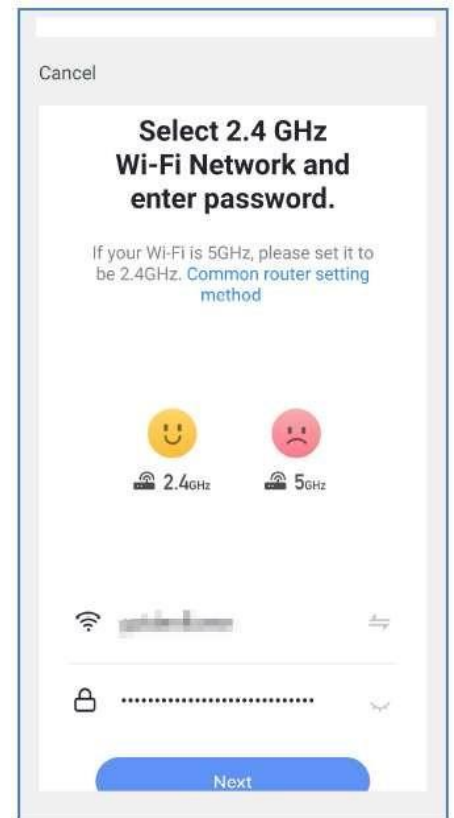 Cancel
Select 2.4 GHz
Wi-Fi Network and
enter password.
If your Wi-Fi is 5GHz, please set it to
be 2.4GHz. Common router setting
method
2.4GHz
5GHz
Next